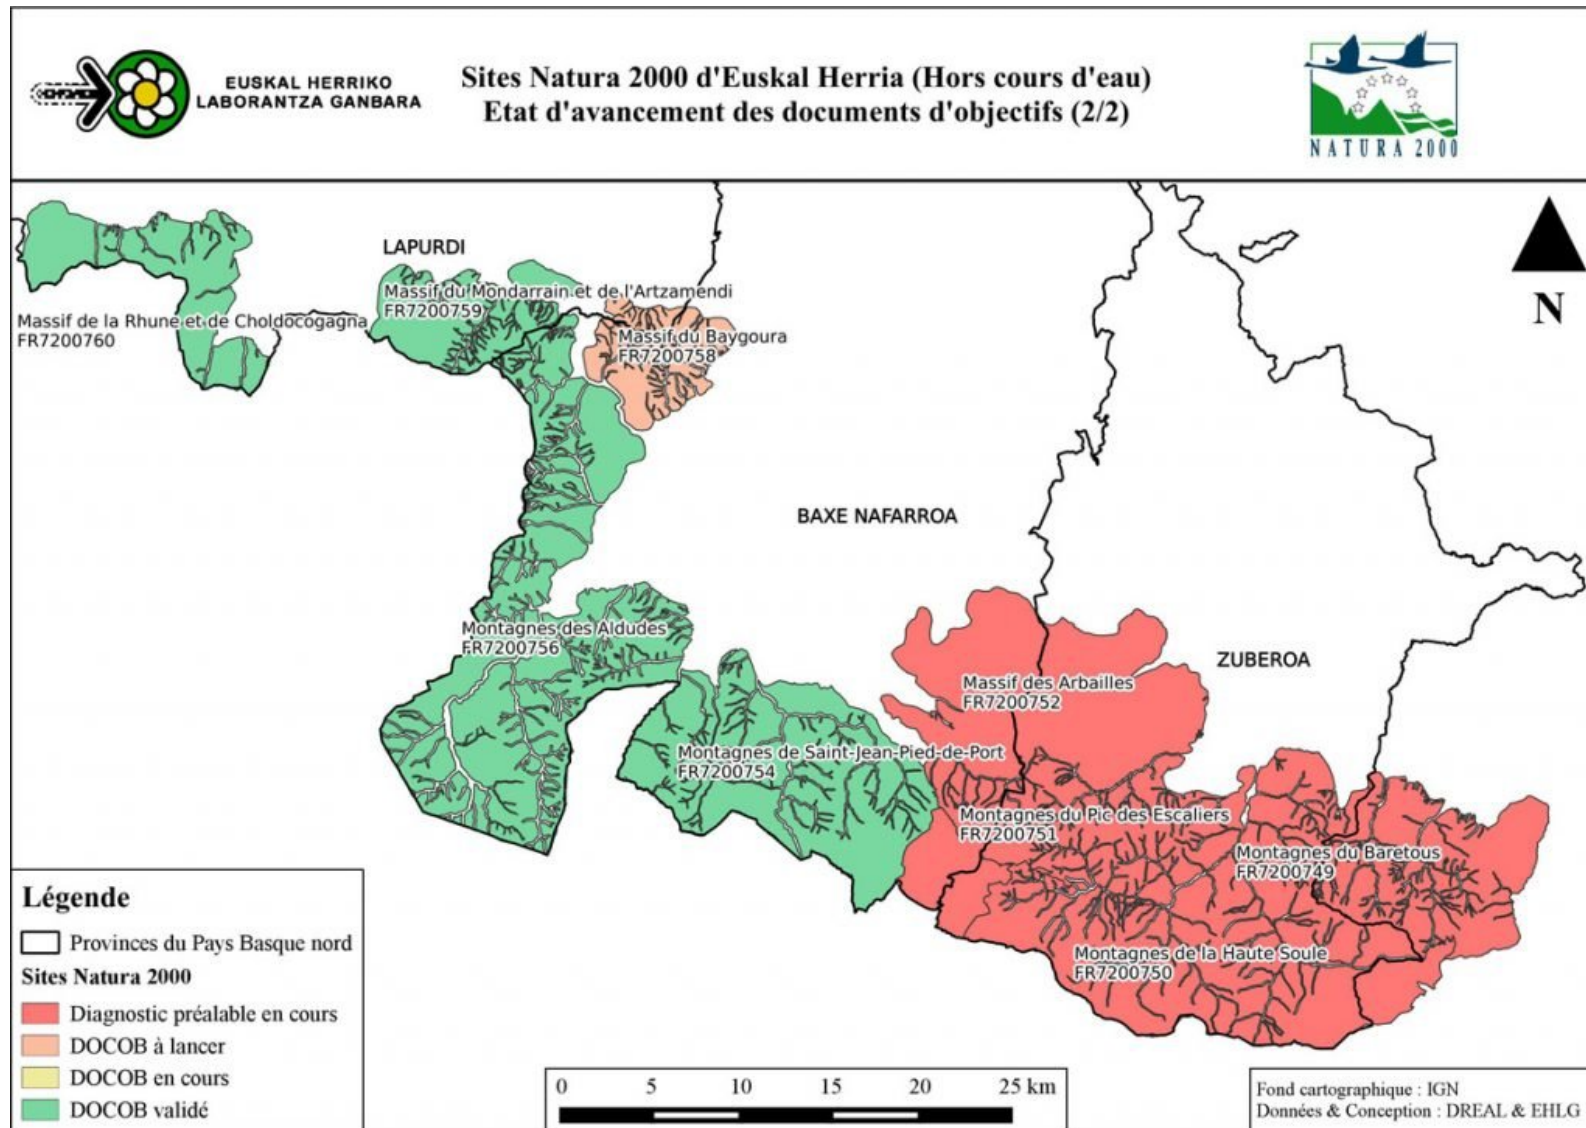 EUSKAL HERRIKO
LABORANTZA GANBARA
Sites Natura 2000 d'Euskal Herria (Hors cours d'eau)
Etat d'avancement des documents d'objectifs (2/2)
NATURA 2000
LAPURDI
Massif du Mondarrain et de l'Artzamendi
FR7200759
Massif de la Rhune et de Choldocogagna
FR7200760
Massif du Baygoura
FR7200758
N
BAXE NAFARROA
Montagnes des Aldudes
FR7200756
ZUBEROA
Massif des Arbailles
FR7200752
Montagnes de Saint-Jean-Pied-de-Port
FR7200754
Montagnes du Pic des Escaliers
FR7200751
Montagnes du Baretous
FR7200749
Montagnes de la Haute Soule
FR7200750
Légende
Provinces du Pays Basque nord
Sites Natura 2000
Diagnostic préalable en cours
DOCOB à lancer
DOCOB en cours
DOCOB validé
0 5 10 15 20 25 km
Fond cartographique : IGN
Données & Conception : DREAL & EHLG